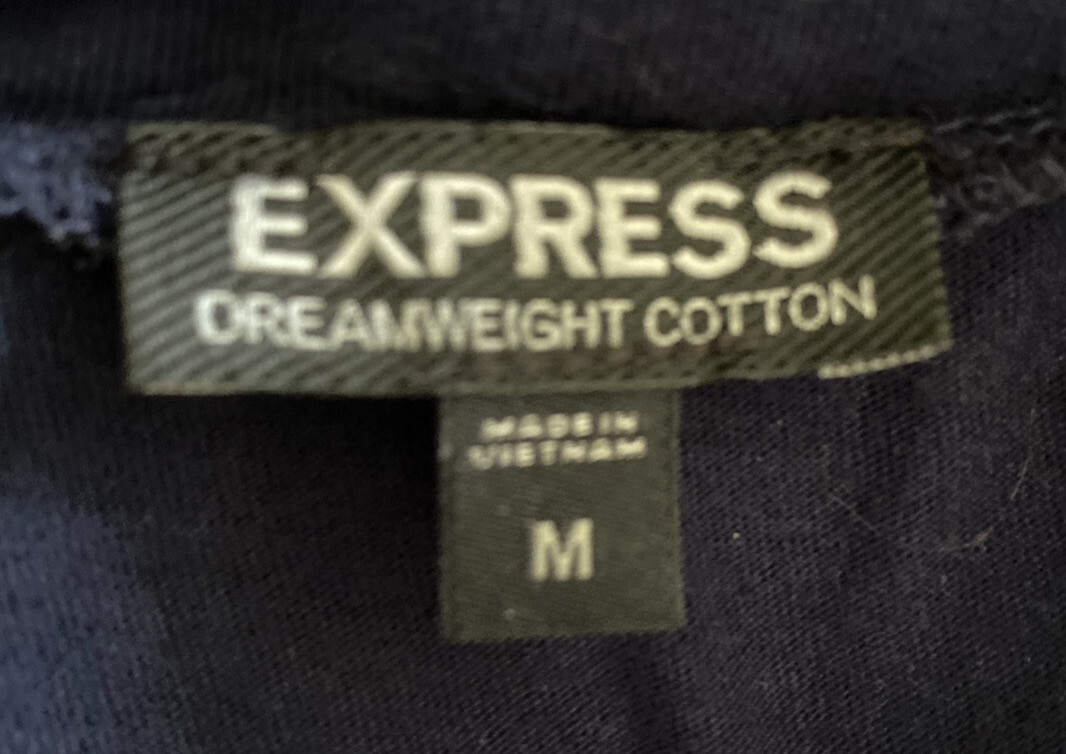 EXPRESS
DREAMWEIGHT COTTON
MADE IN
VIETNAM
M